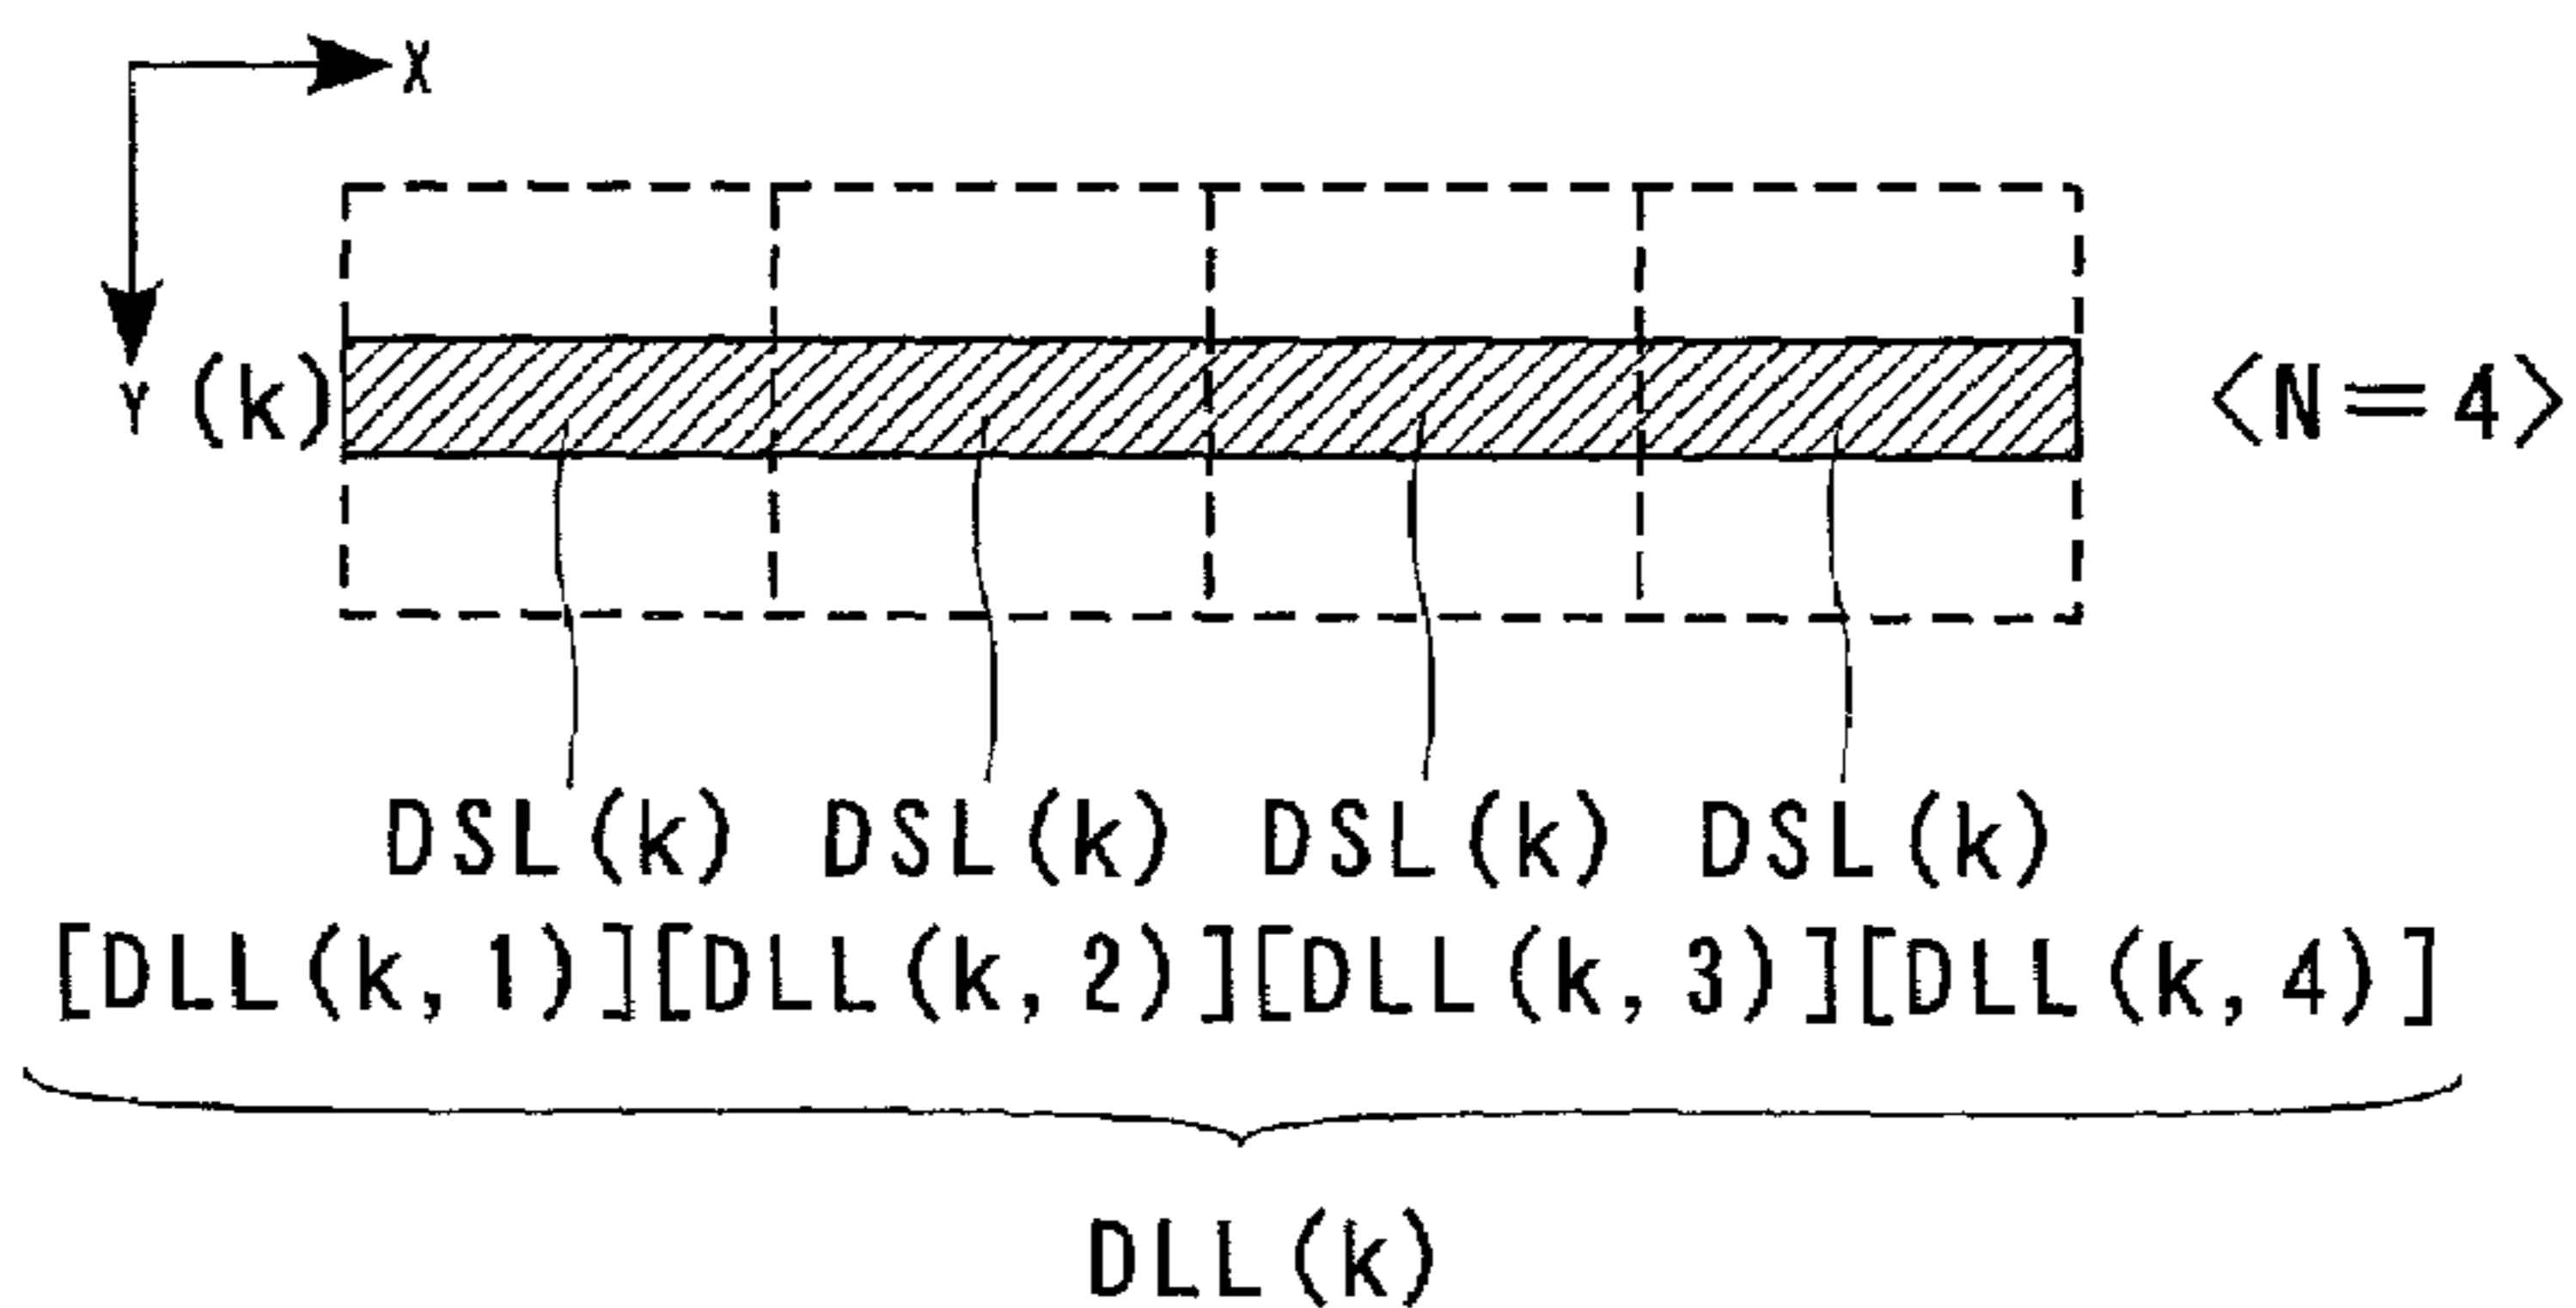 X
Y (k) <N=4>
DSL(k) DSL(k) DSL(k) DSL(k)
[DLL(k,1)][DLL(k,2)][DLL(k,3)][DLL(k,4)]
DLL(k)